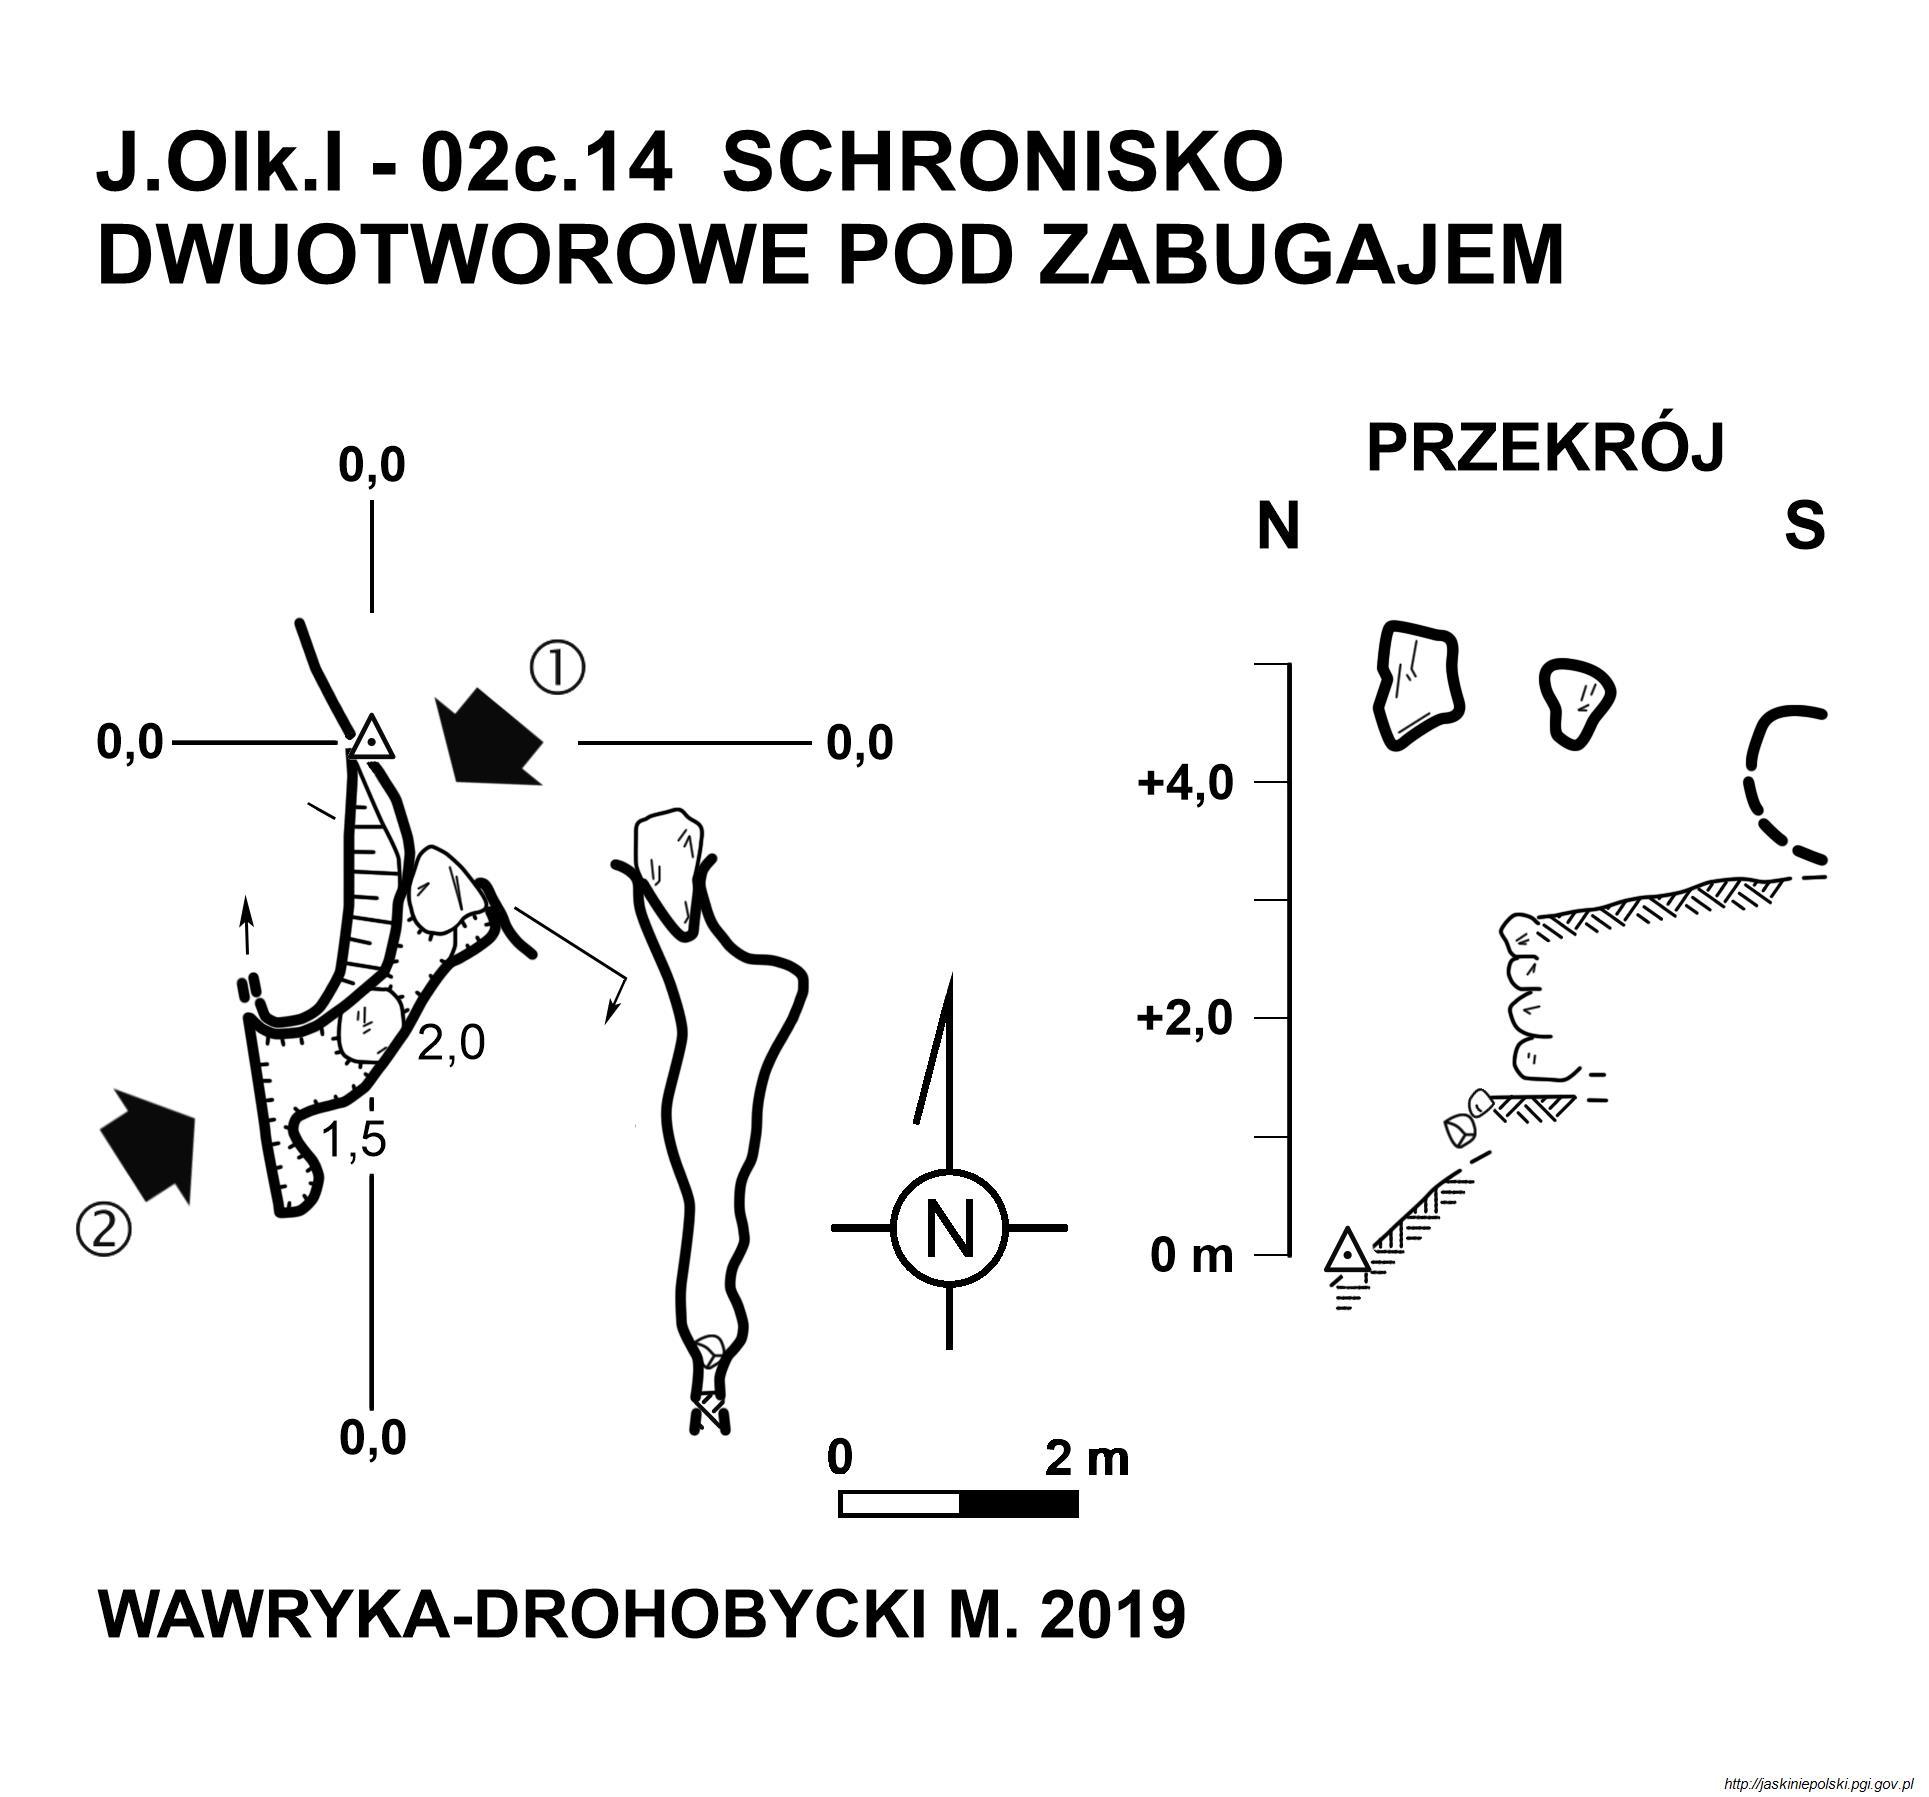 J.Olk.I - 02c.14 SCHRONISKO
DWUOTWOROWE POD ZABUGAJEM
PRZEKRÓJ
N S
0,0
①
0,0 0,0
+4,0
2,0
+2,0
1,5
②
N
0 m
0,0
0 2 m
WAWRYKA-DROHOBYCKI M. 2019
http://jaskiniepolski.pgi.gov.pl